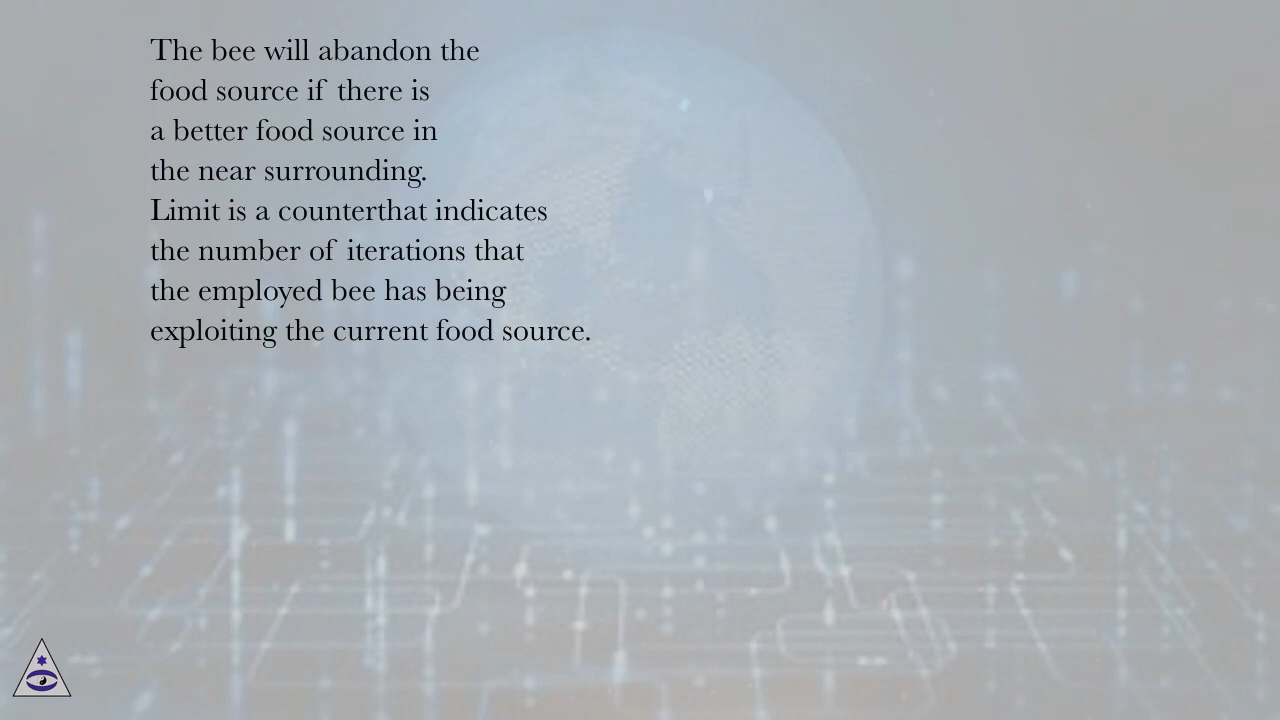 The bee will abandon the
food source if there is
a better food source in
the near surrounding.
Limit is a counterthat indicates
the number of iterations that
the employed bee has being
exploiting the current food source.